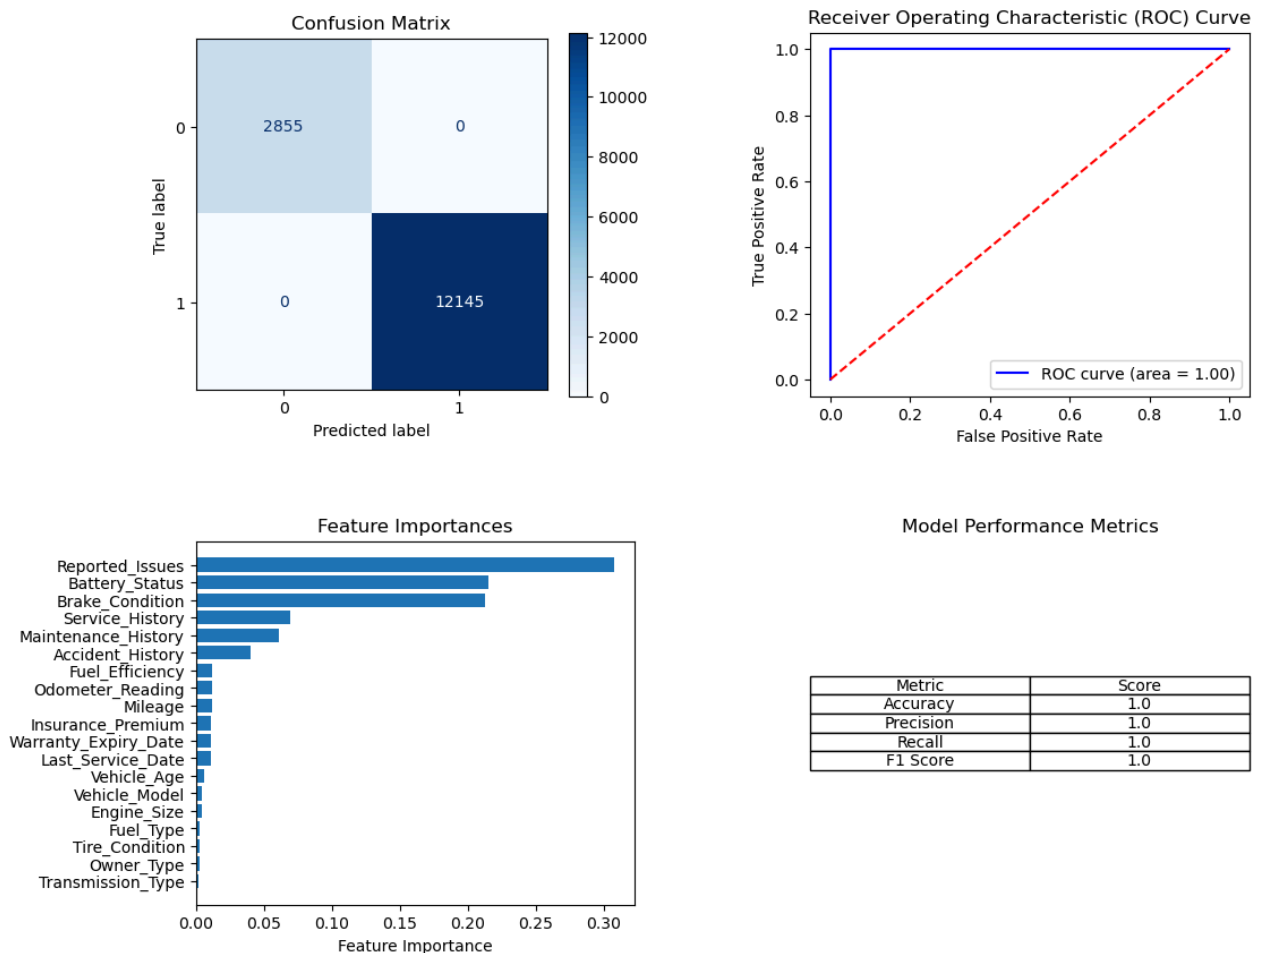 Confusion Matrix
0
1
True label
2855
0
0
12145
0
1
Predicted label
12000
10000
8000
6000
4000
2000
0
Receiver Operating Characteristic (ROC) Curve
1.0
0.8
0.6
0.4
0.2
0.0
True Positive Rate
ROC curve (area = 1.00)
0.0 0.2 0.4 0.6 0.8 1.0
False Positive Rate
Feature Importances
Reported_Issues
Battery_Status
Brake_Condition
Service_History
Maintenance_History
Accident_History
Fuel_Efficiency
Odometer_Reading
Mileage
Insurance_Premium
Warranty_Expiry_Date
Last_Service_Date
Vehicle_Age
Vehicle_Model
Engine_Size
Fuel_Type
Tire_Condition
Owner_Type
Transmission_Type
0.00 0.05 0.10 0.15 0.20 0.25 0.30
Feature Importance
Model Performance Metrics
Metric Score
Accuracy 1.0
Precision 1.0
Recall 1.0
F1 Score 1.0